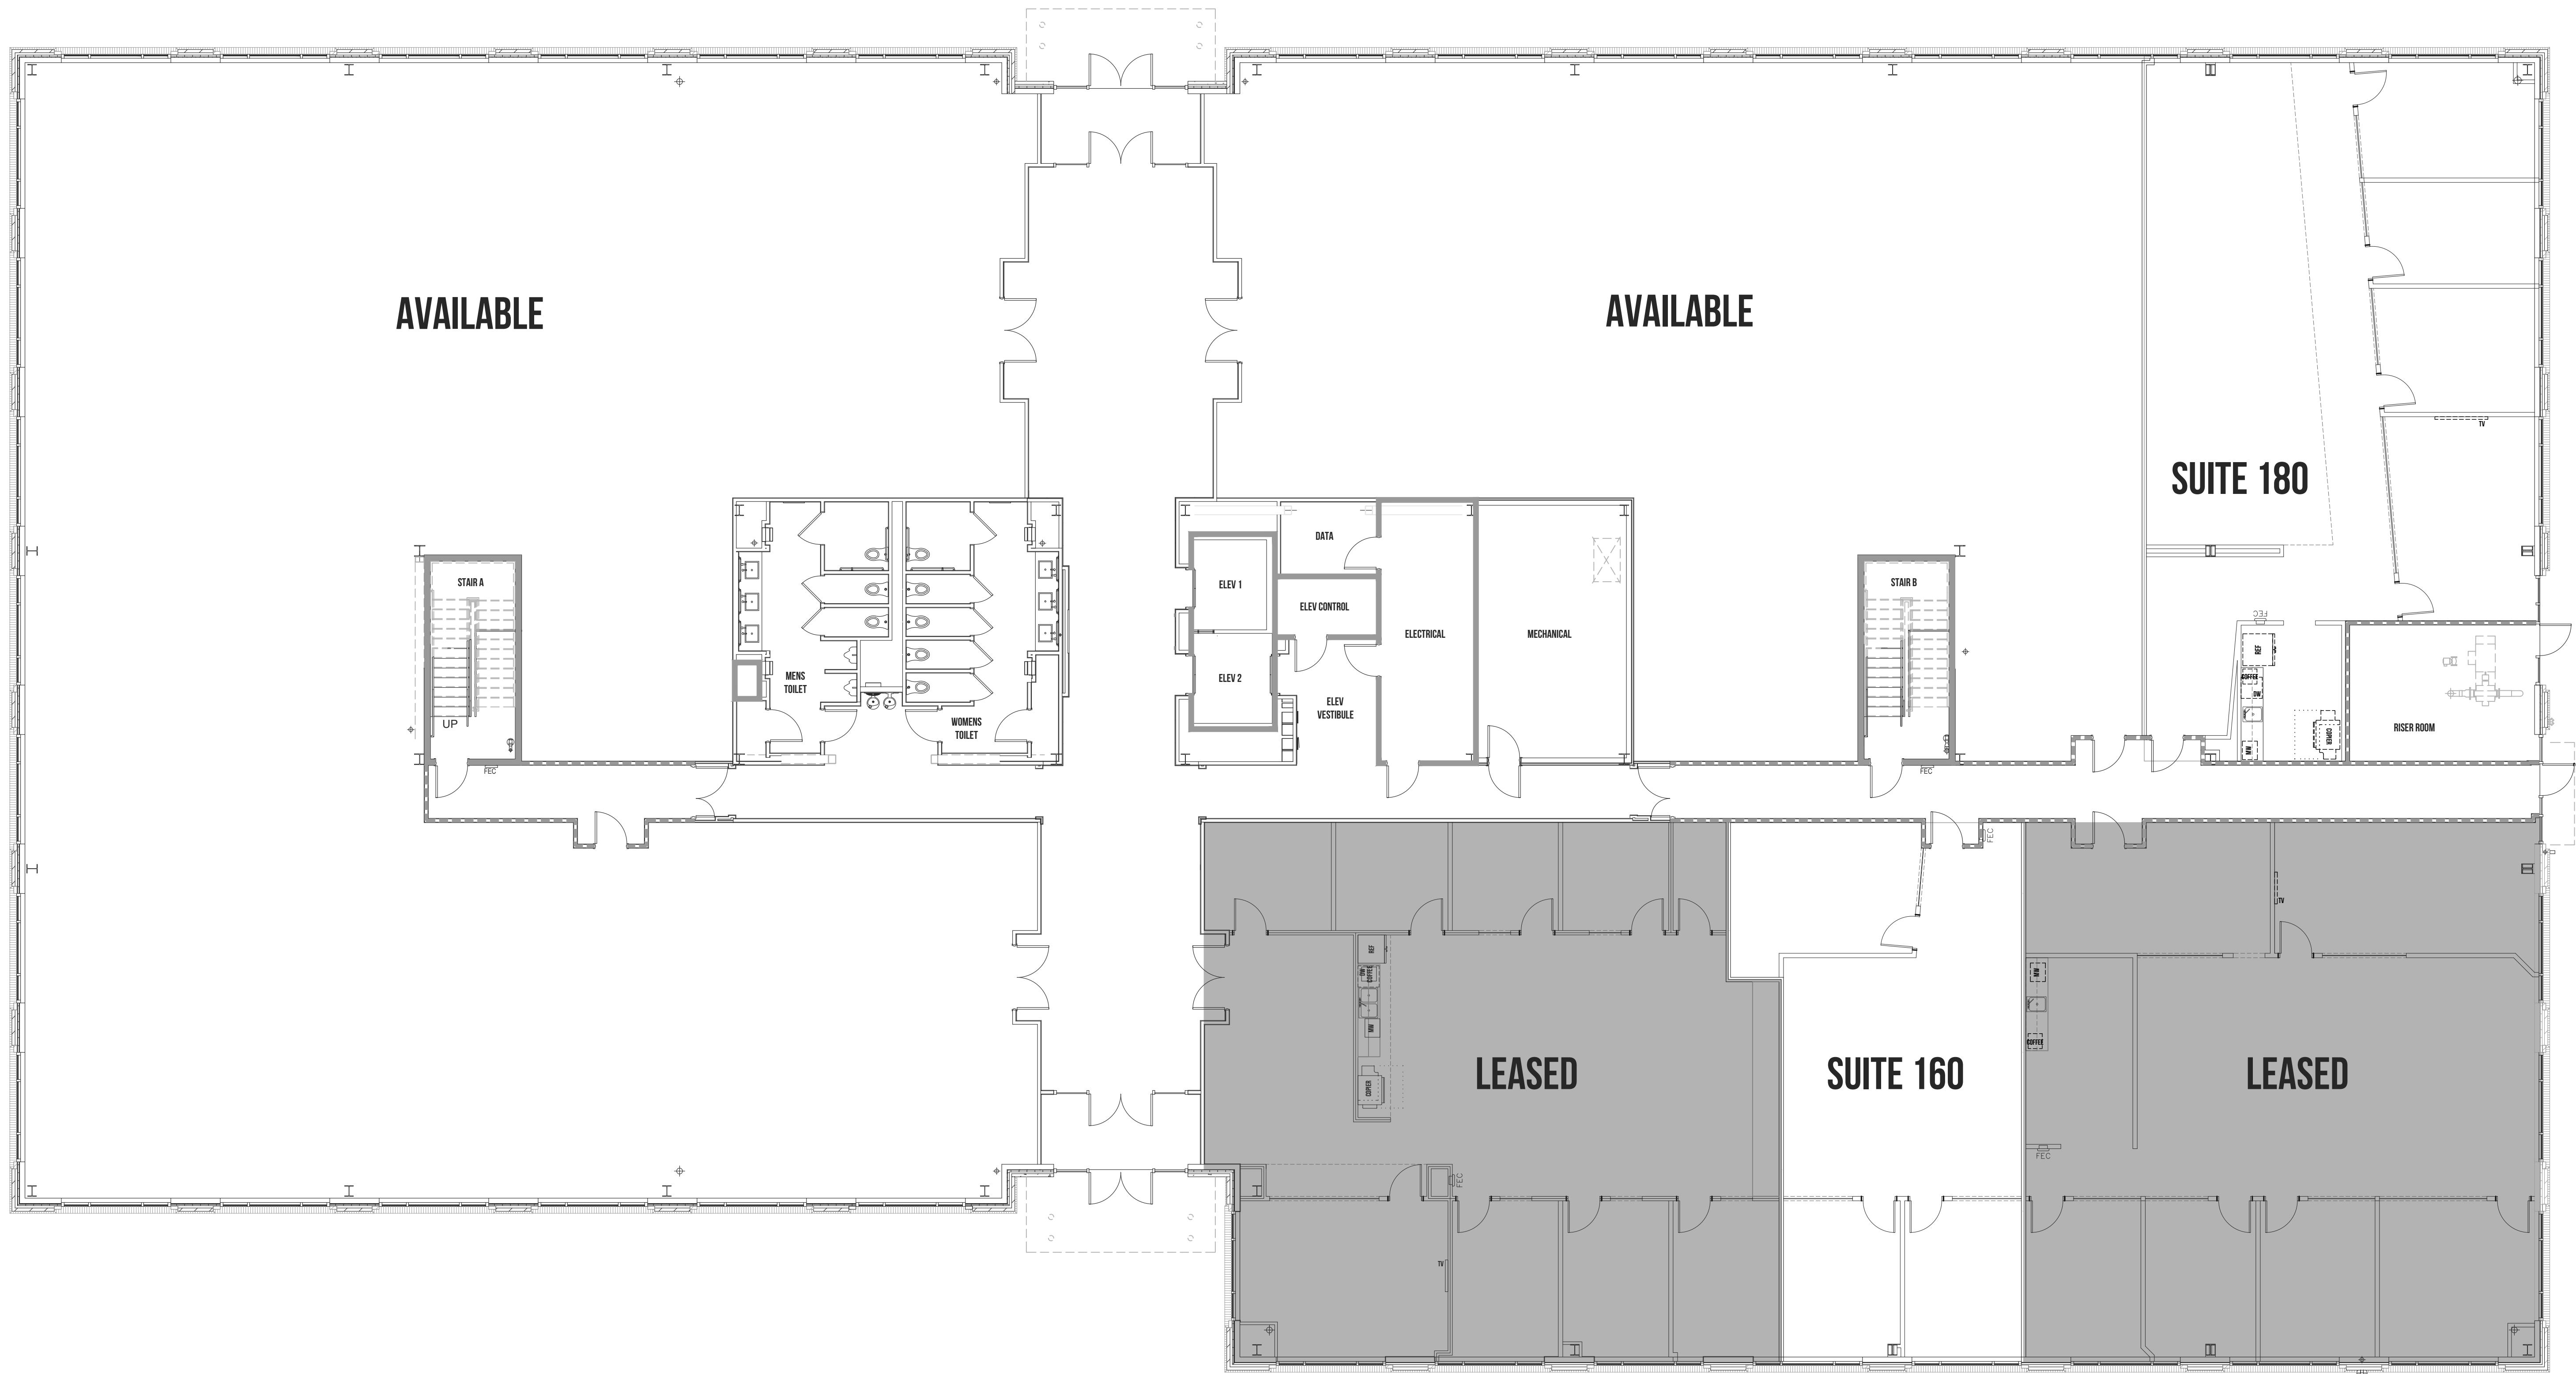 AVAILABLE
AVAILABLE
SUITE 180
TV
DATA
STAIR A
STAIR B
ELEV 1
ELEV CONTROL
ELECTRICAL
MECHANICAL
FEC
REF
COFFEE
DW
MENS
TOILET
ELEV 2
ELEV
VESTIBULE
UP
WOMENS
TOILET
RISER ROOM
COPIER
MW
FEC
FEC
FEC
TV
REF
DW
COFFEE
MW
COPIER
MW
COFFEE
LEASED
SUITE 160
LEASED
FEC
FEC
TV